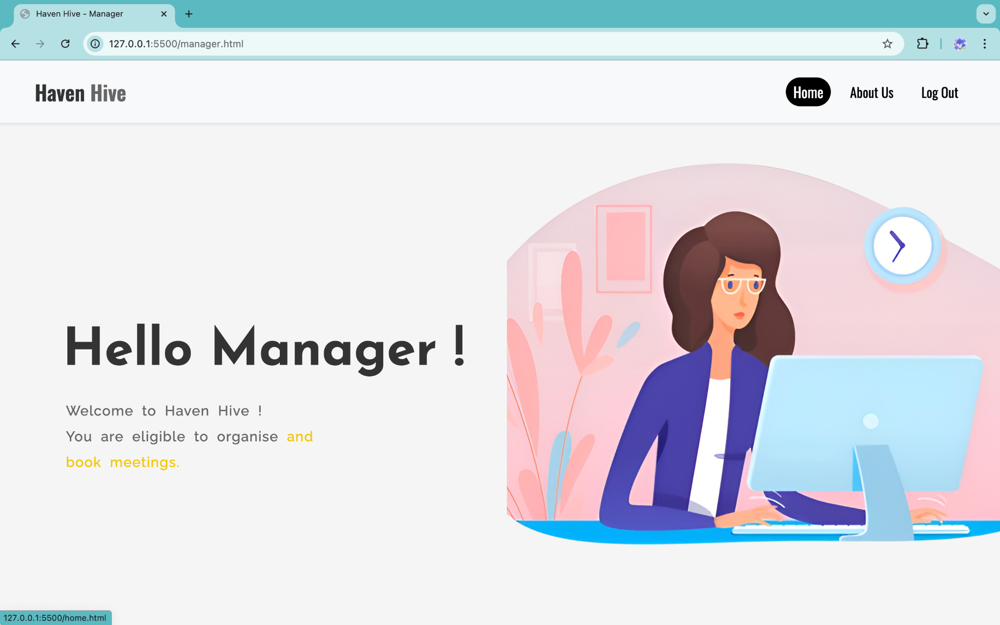 Haven Hive - Manager
127.0.0.1:5500/manager.html
Haven Hive
Home
About Us
Log Out
Hello Manager !
Welcome to Haven Hive !
You are eligible to organise and
book meetings.
127.0.0.1:5500/home.html